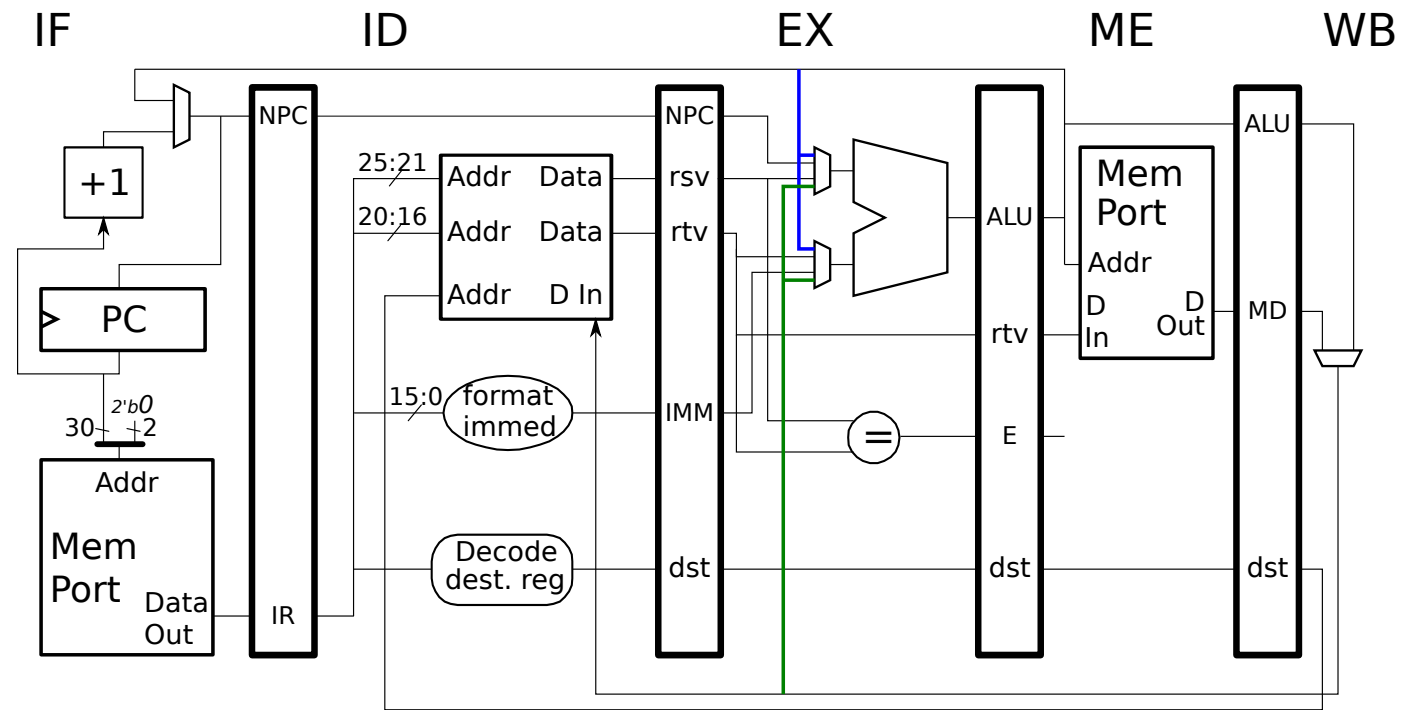 IF
ID
EX
ME
WB
+1
PC
2'b0
30
2
Addr
Mem
Port
Data
Out
NPC
IR
25:21
20:16
15:0
Addr
Data
Addr
Data
Addr
D In
format
immed
Decode
dest. reg
NPC
rsv
rtv
IMM
dst
=
ALU
rtv
E
dst
Mem
Port
Addr
D
In
D
Out
ALU
MD
dst